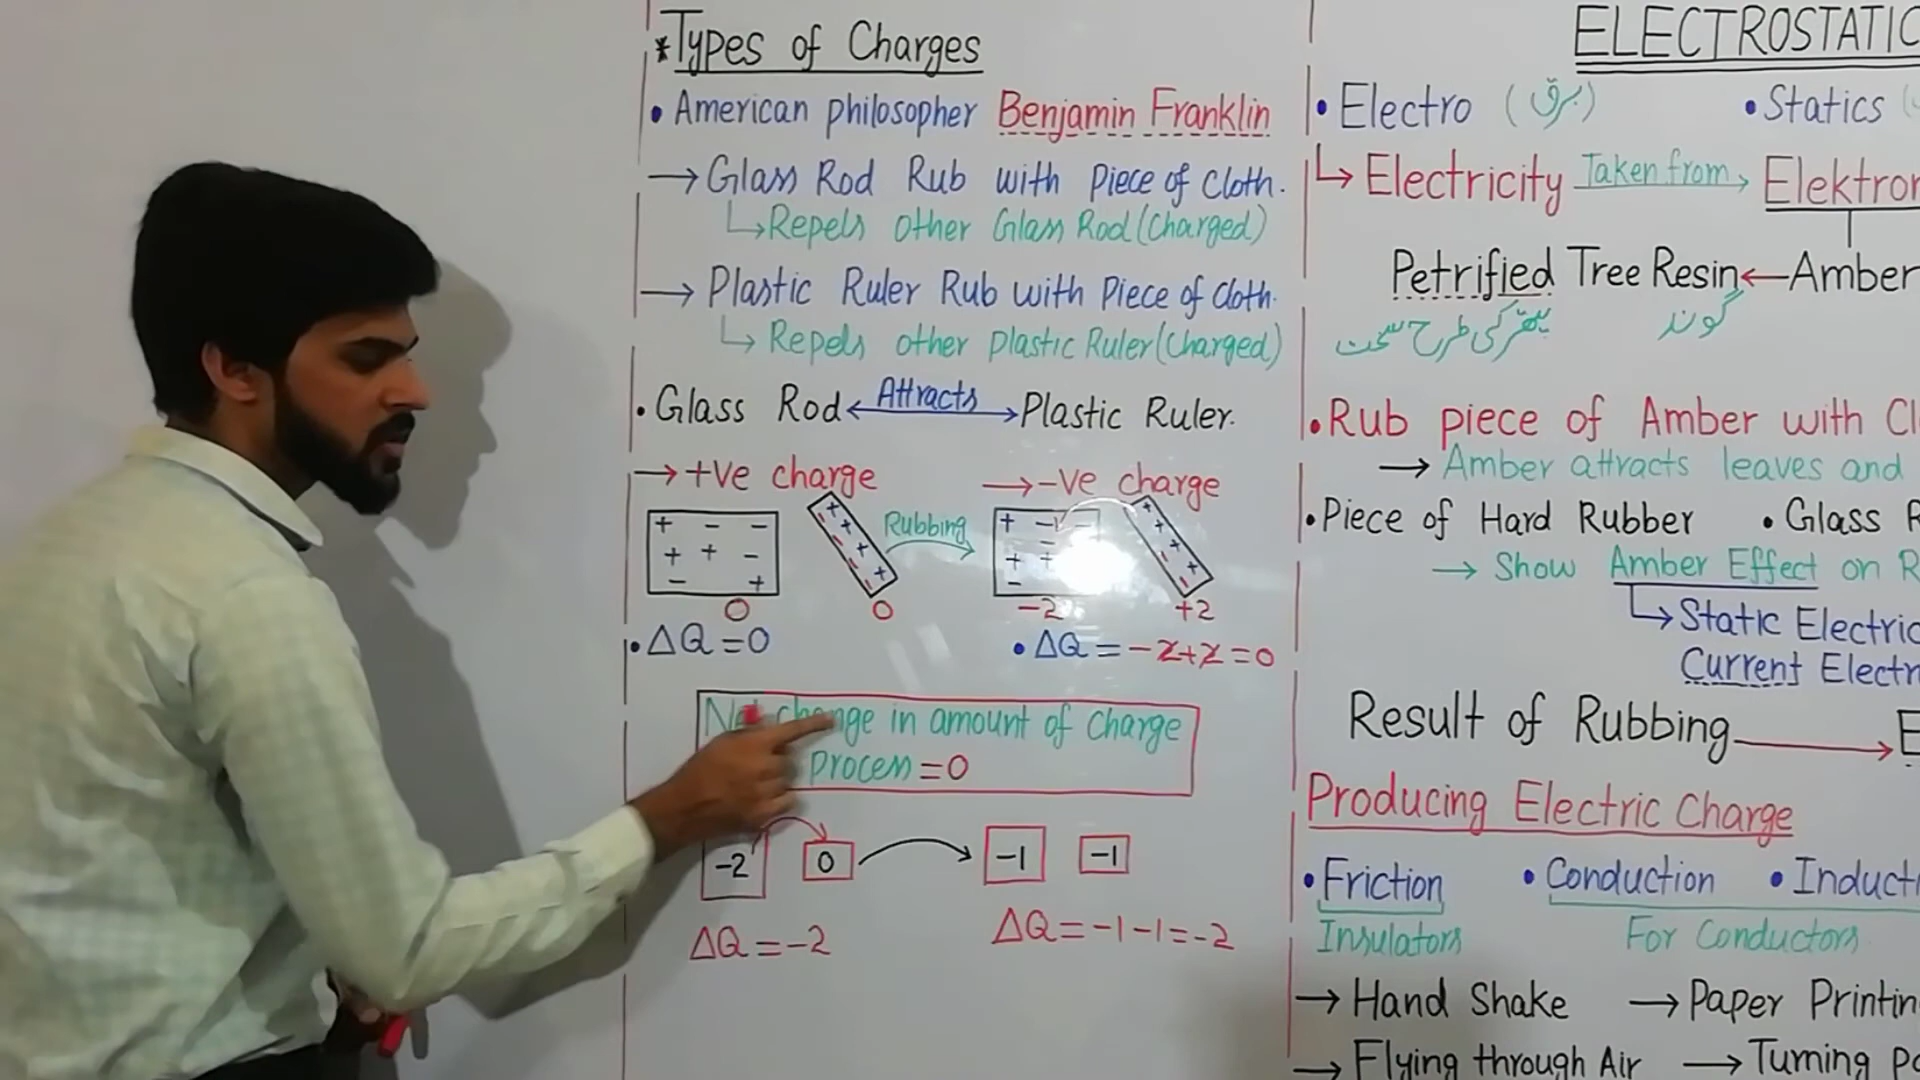 *Types of Charges
• American philosopher Benjamin Franklin
→ Glass Rod Rub with Piece of Cloth.
↳ Repels other Glass Rod (Charged)
→ Plastic Ruler Rub with Piece of Cloth.
↳ Repels other Plastic Ruler (Charged)
• Glass Rod Attracts Plastic Ruler.
→ +ve charge → -ve charge
+ - - + + - - +
Rubbing
0 0 -2 +2
• ΔQ = 0 • ΔQ = -2+2 = 0
change in amount of charge
process = 0
-2 0 -1 -1
ΔQ = -2 ΔQ = -1-1 = -2
ELECTROSTATIC
• Electro (برق) • Statics
↳ Electricity Taken from → Elektron
Petrified Tree Resin ← Amber
پتھر کی طرح سخت گوند
• Rub piece of Amber with Cl
→ Amber attracts leaves and
• Piece of Hard Rubber • Glass R
→ Show Amber Effect on R
↳ Static Electric
Current Electr
Result of Rubbing → E
Producing Electric Charge
• Friction • Conduction • Inducti
Insulators For Conductors
→ Hand Shake → Paper Printin
→ Flying through Air → Turning Pa